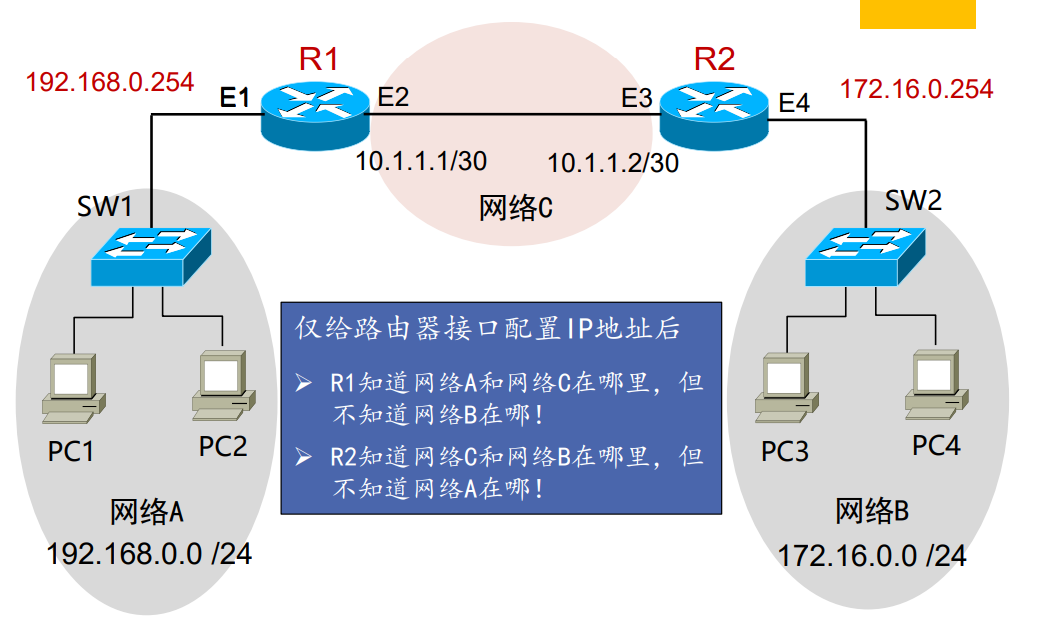 R1
R2
192.168.0.254
E1
E2
E3
E4
172.16.0.254
10.1.1.1/30
10.1.1.2/30
网络C
SW1
SW2
仅给路由器接口配置IP地址后
➢ R1知道网络A和网络C在哪里，但
不知道网络B在哪！
➢ R2知道网络C和网络B在哪里，但
不知道网络A在哪！
PC1
PC2
PC3
PC4
网络A
192.168.0.0 /24
网络B
172.16.0.0 /24